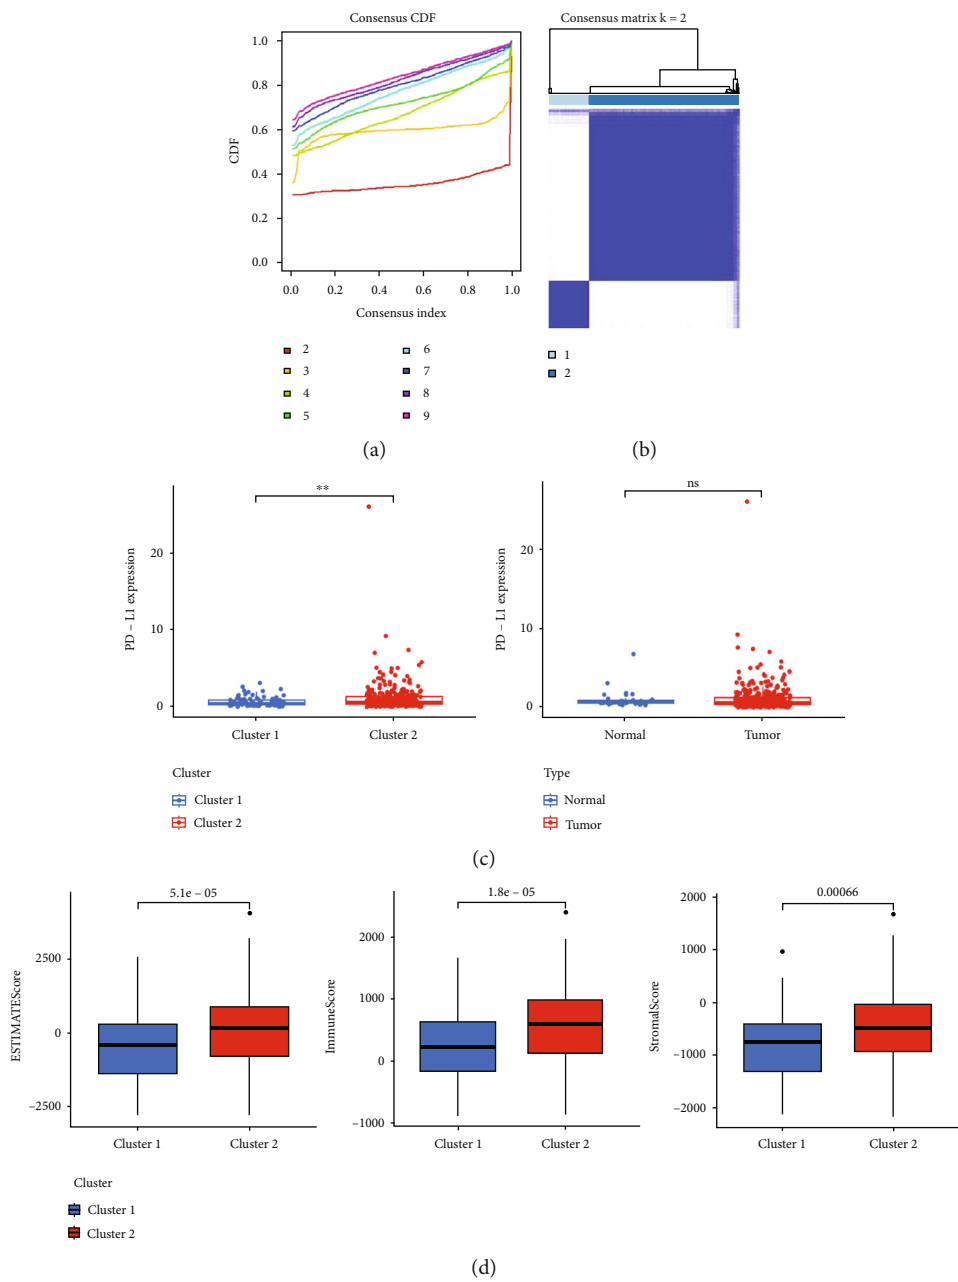 Consensus CDF
1.0
0.8
0.6
0.4
0.2
0.0
CDF
0.0 0.2 0.4 0.6 0.8 1.0
Consensus index
2 6
3 7
4 8
5 9
(a)
Consensus matrix k = 2
1
2
(b)
**
20
10
0
PD – L1 expression
Cluster 1 Cluster 2
Cluster
Cluster 1
Cluster 2
ns
20
10
0
PD – L1 expression
Normal Tumor
Type
Normal
Tumor
(c)
5.1e – 05
2500
0
–2500
ESTIMATEScore
Cluster 1 Cluster 2
1.8e – 05
2000
1000
0
–1000
ImmuneScore
Cluster 1 Cluster 2
0.00066
2000
1000
0
–1000
–2000
StromalScore
Cluster 1 Cluster 2
Cluster
Cluster 1
Cluster 2
(d)